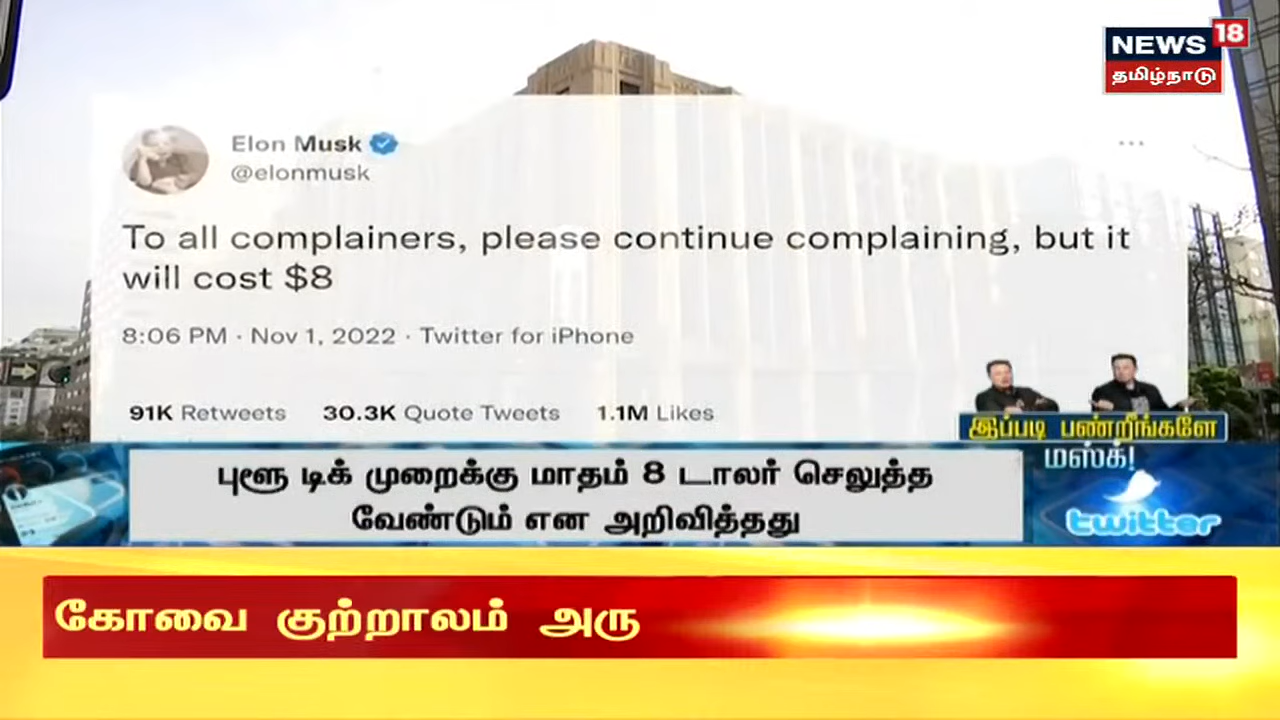 NEWS 18
தமிழ்நாடு
Elon Musk
@elonmusk
To all complainers, please continue complaining, but it
will cost $8
8:06 PM · Nov 1, 2022 · Twitter for iPhone
91K Retweets 30.3K Quote Tweets 1.1M Likes
இப்படி பண்றீங்களே
மஸ்க்!
twitter
புளூ டிக் முறைக்கு மாதம் 8 டாலர் செலுத்த
வேண்டும் என அறிவித்தது
கோவை குற்றாலம் அரு